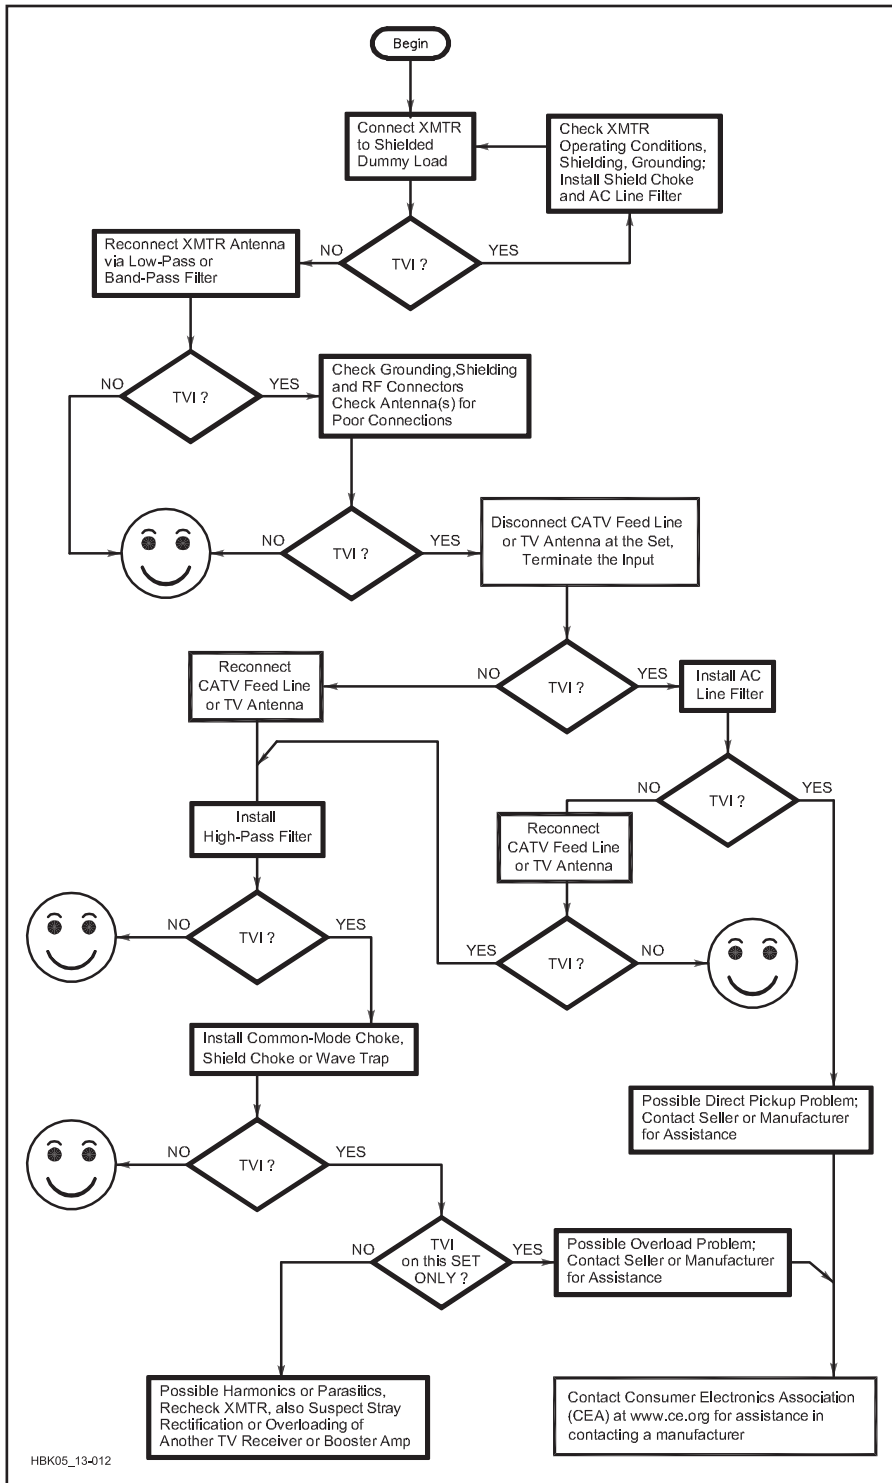 Begin
Connect XMTR
to Shielded
Dummy Load
Check XMTR
Operating Conditions,
Shielding, Grounding;
Install Shield Choke
and AC Line Filter
Reconnect XMTR Antenna
via Low-Pass or
Band-Pass Filter
NO
TVI ?
YES
NO
TVI ?
YES
Check Grounding,Shielding
and RF Connectors
Check Antenna(s) for
Poor Connections
NO
TVI ?
YES
Disconnect CATV Feed Line
or TV Antenna at the Set,
Terminate the Input
Reconnect
CATV Feed Line
or TV Antenna
NO
TVI ?
YES
Install AC
Line Filter
NO
TVI ?
YES
Install
High-Pass Filter
Reconnect
CATV Feed Line
or TV Antenna
NO
TVI ?
YES
YES
TVI ?
NO
Install Common-Mode Choke,
Shield Choke or Wave Trap
Possible Direct Pickup Problem;
Contact Seller or Manufacturer
for Assistance
NO
TVI ?
YES
NO
TVI
on this SET
ONLY ?
YES
Possible Overload Problem;
Contact Seller or Manufacturer
for Assistance
Possible Harmonics or Parasitics,
Recheck XMTR, also Suspect Stray
Rectification or Overloading of
Another TV Receiver or Booster Amp
Contact Consumer Electronics Association
(CEA) at www.ce.org for assistance in
contacting a manufacturer
HBK05_13-012